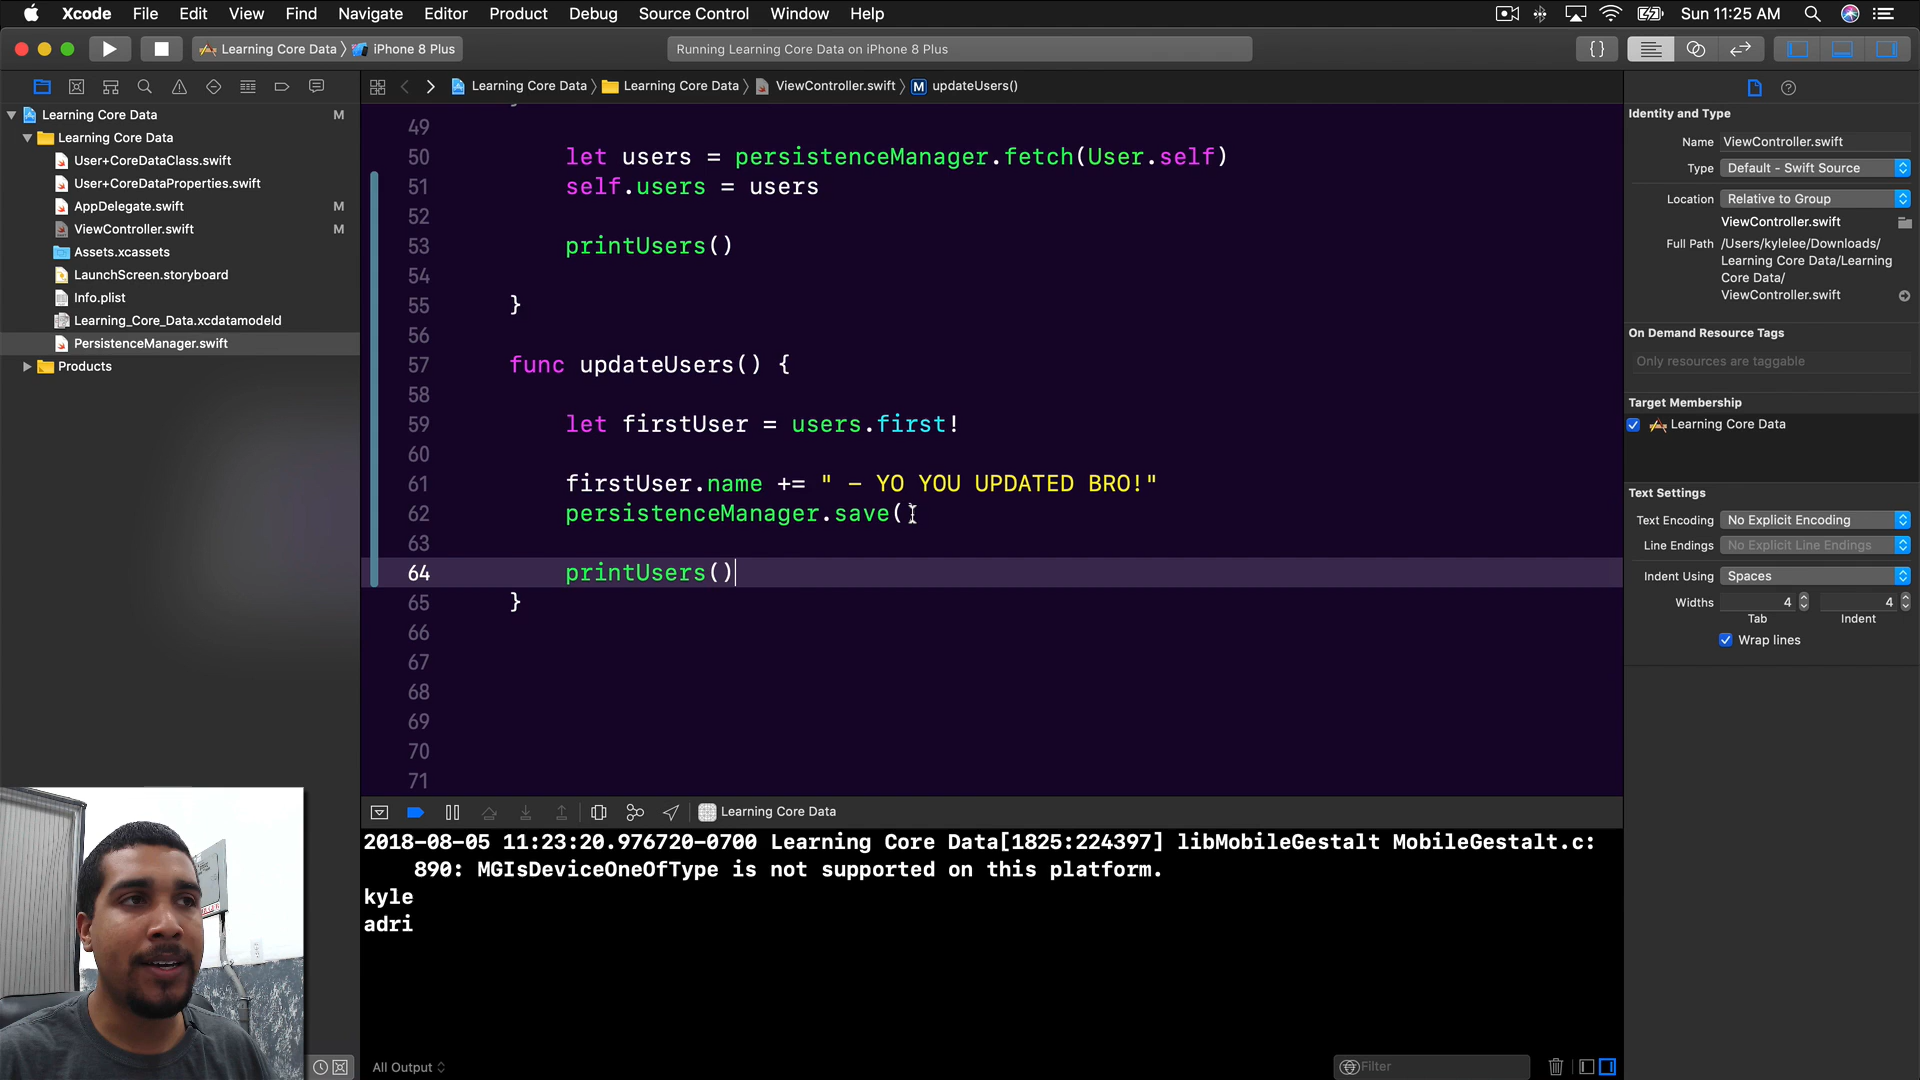 Xcode File Edit View Find Navigate Editor Product Debug Source Control Window Help Sun 11:25 AM
Learning Core Data iPhone 8 Plus Running Learning Core Data on iPhone 8 Plus {}
Learning Core Data Learning Core Data ViewController.swift M updateUsers()
Learning Core Data M
Learning Core Data
User+CoreDataClass.swift
User+CoreDataProperties.swift
AppDelegate.swift M
ViewController.swift M
Assets.xcassets
LaunchScreen.storyboard
Info.plist
Learning_Core_Data.xcdatamodeld
PersistenceManager.swift
Products
49
50 let users = persistenceManager.fetch(User.self)
51 self.users = users
52
53 printUsers()
54
55 }
56
57 func updateUsers() {
58
59 let firstUser = users.first!
60
61 firstUser.name += " - YO YOU UPDATED BRO!"
62 persistenceManager.save()
63
64 printUsers()
65 }
66
67
68
69
70
71
Identity and Type
Name ViewController.swift
Type Default - Swift Source
Location Relative to Group
ViewController.swift
Full Path /Users/kylelee/Downloads/
Learning Core Data/Learning
Core Data/
ViewController.swift
On Demand Resource Tags
Only resources are taggable
Target Membership
Learning Core Data
Text Settings
Text Encoding No Explicit Encoding
Line Endings No Explicit Line Endings
Indent Using Spaces
Widths 4 4
Tab Indent
Wrap lines
Learning Core Data
2018-08-05 11:23:20.976720-0700 Learning Core Data[1825:224397] libMobileGestalt MobileGestalt.c:
890: MGIsDeviceOneOfType is not supported on this platform.
kyle
adri
All Output Filter